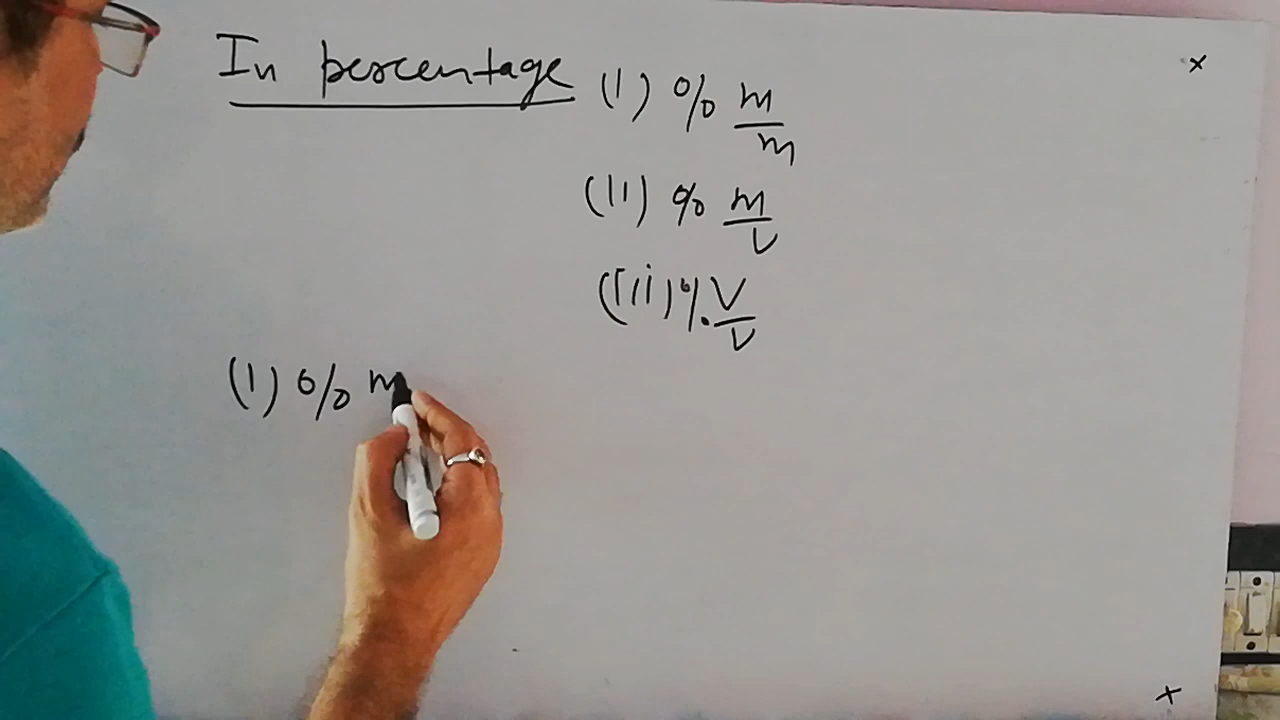 In percentage (I) % m/m
(II) % m/v
(III) % V/V
(I) % m